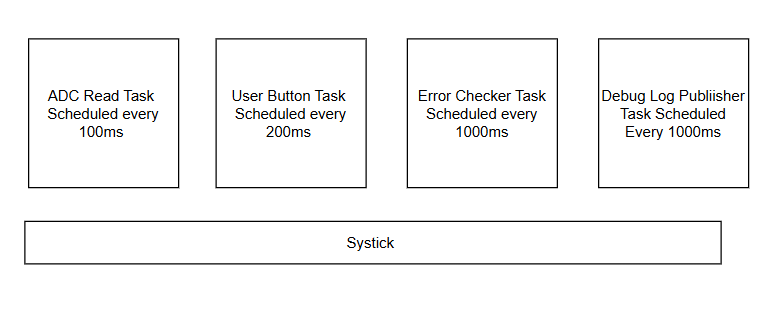 ADC Read Task
Scheduled every
100ms
User Button Task
Scheduled every
200ms
Error Checker Task
Scheduled every
1000ms
Debug Log Publiisher
Task Scheduled
Every 1000ms
Systick